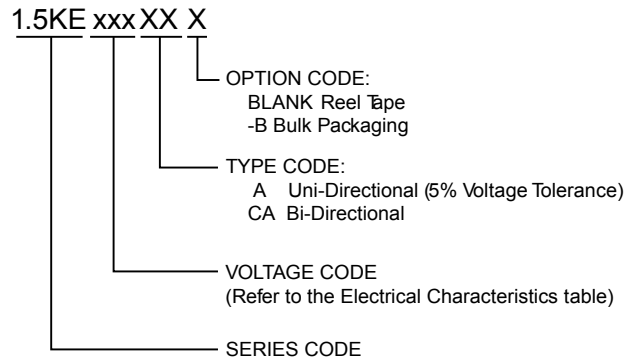 1.5KE xxx XX X
OPTION CODE:
BLANK Reel Tape
-B Bulk Packaging
TYPE CODE:
A Uni-Directional (5% Voltage Tolerance)
CA Bi-Directional
VOLTAGE CODE
(Refer to the Electrical Characteristics table)
SERIES CODE